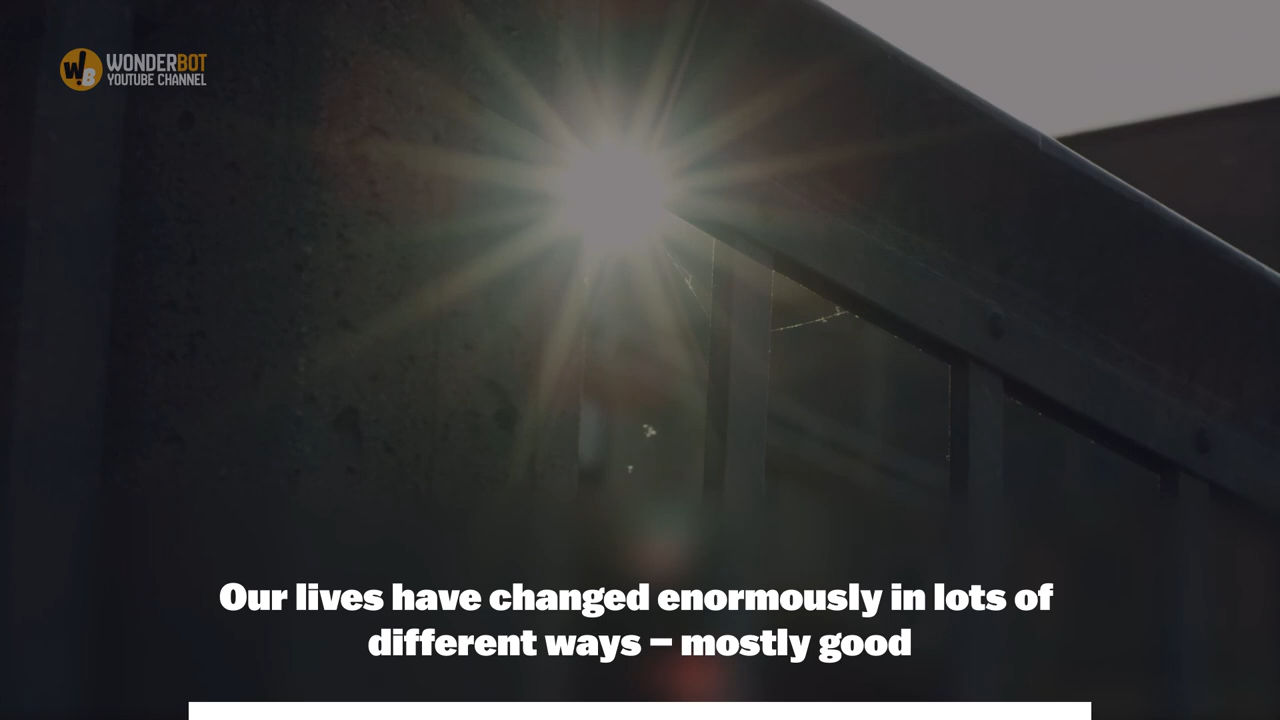 WONDERBOT
YOUTUBE CHANNEL
Our lives have changed enormously in lots of
different ways – mostly good